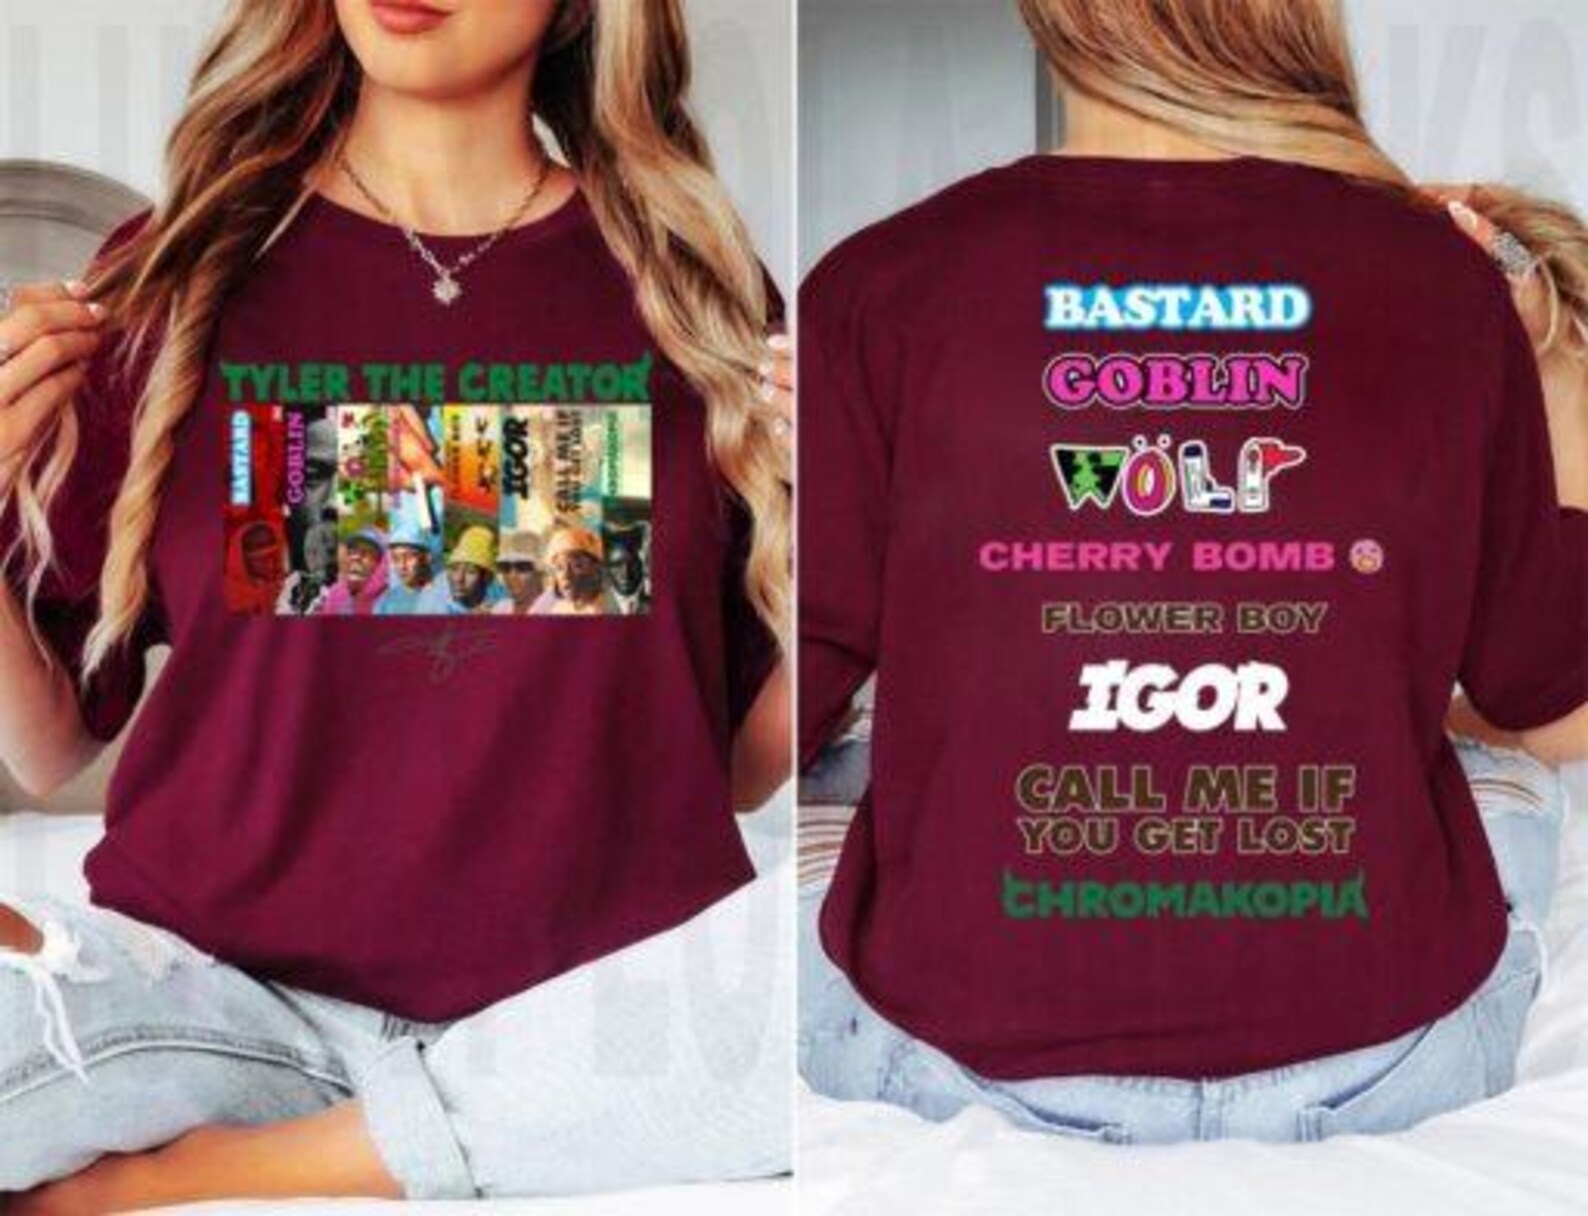 TYLER THE CREATOR
BASTARD
GOBLIN
IGOR
CALL ME IF
YOU GET LOST
BASTARD
GOBLIN
WÖLF
CHERRY BOMB
FLOWER BOY
IGOR
CALL ME IF
YOU GET LOST
CHROMAKOPIA